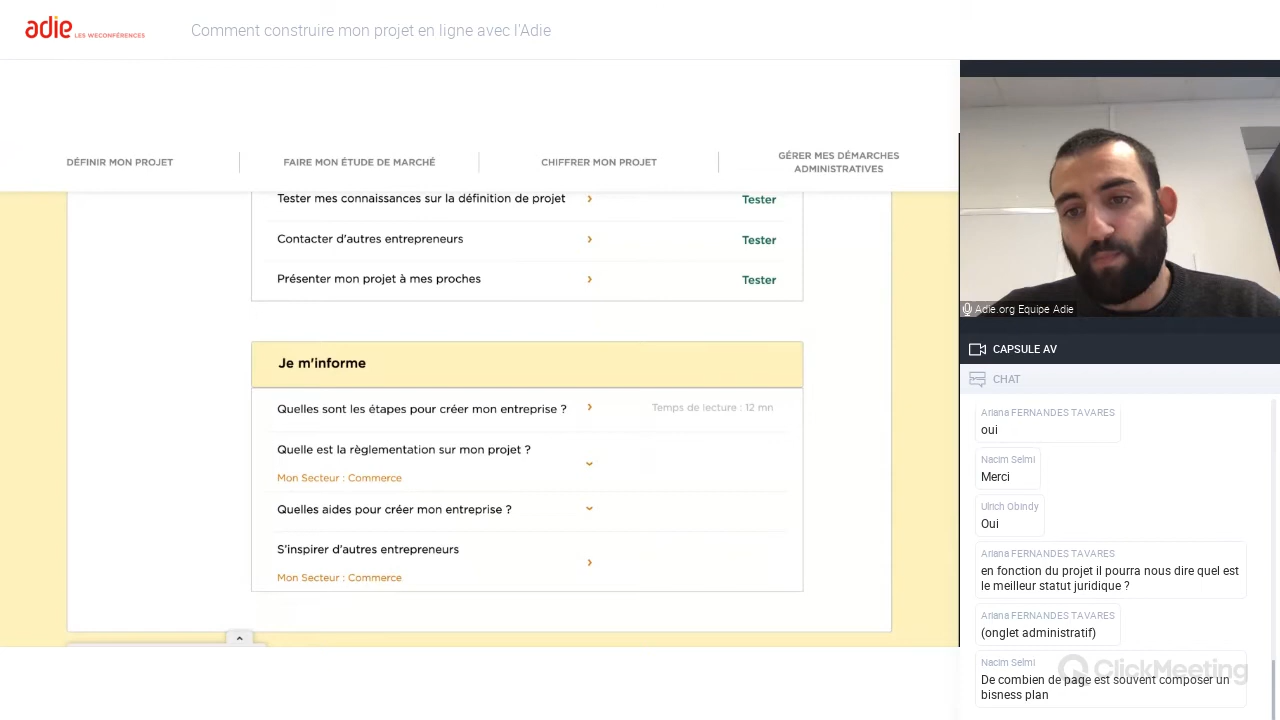 adie LES WECONFÉRENCES
Comment construire mon projet en ligne avec l'Adie
DÉFINIR MON PROJET
FAIRE MON ÉTUDE DE MARCHÉ
CHIFFRER MON PROJET
GÉRER MES DÉMARCHES
ADMINISTRATIVES
Tester mes connaissances sur la définition de projet Tester
Contacter d'autres entrepreneurs Tester
Présenter mon projet à mes proches Tester
Je m'informe
Quelles sont les étapes pour créer mon entreprise ? Temps de lecture : 12 mn
Quelle est la règlementation sur mon projet ?
Mon Secteur : Commerce
Quelles aides pour créer mon entreprise ?
S'inspirer d'autres entrepreneurs
Mon Secteur : Commerce
Adie.org Equipe Adie
CAPSULE AV
CHAT
Ariana FERNANDES TAVARES
oui
Nacim Selmi
Merci
Ulrich Obindy
Oui
Ariana FERNANDES TAVARES
en fonction du projet il pourra nous dire quel est
le meilleur statut juridique ?
Ariana FERNANDES TAVARES
(onglet administratif)
Nacim Selmi
De combien de page est souvent composer un
bisness plan
ClickMeeting